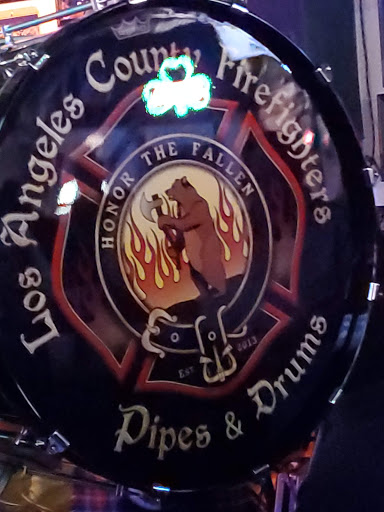 Los Angeles County Firefighters
HONOR THE FALLEN
EST. 2013
Pipes & Drums